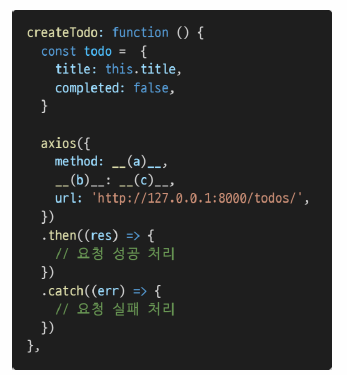 createTodo: function () {
const todo = {
title: this.title,
completed: false,
}
axios({
method: __(a)__,
__(b)__: __(c)__,
url: 'http://127.0.0.1:8000/todos/',
})
.then((res) => {
// 요청 성공 처리
})
.catch((err) => {
// 요청 실패 처리
})
},